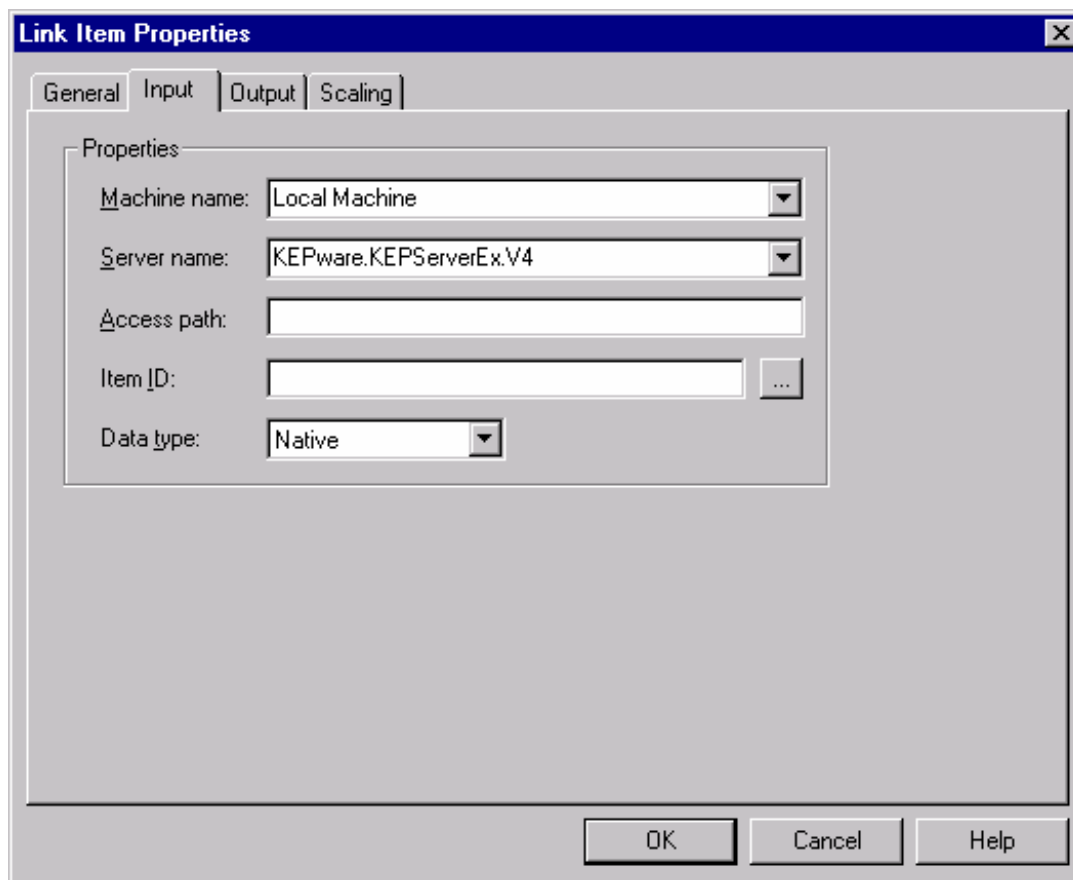 Link Item Properties
General Input Output Scaling
Properties
Machine name: Local Machine
Server name: KEPware.KEPServerEx.V4
Access path:
Item ID: ...
Data type: Native
OK Cancel Help